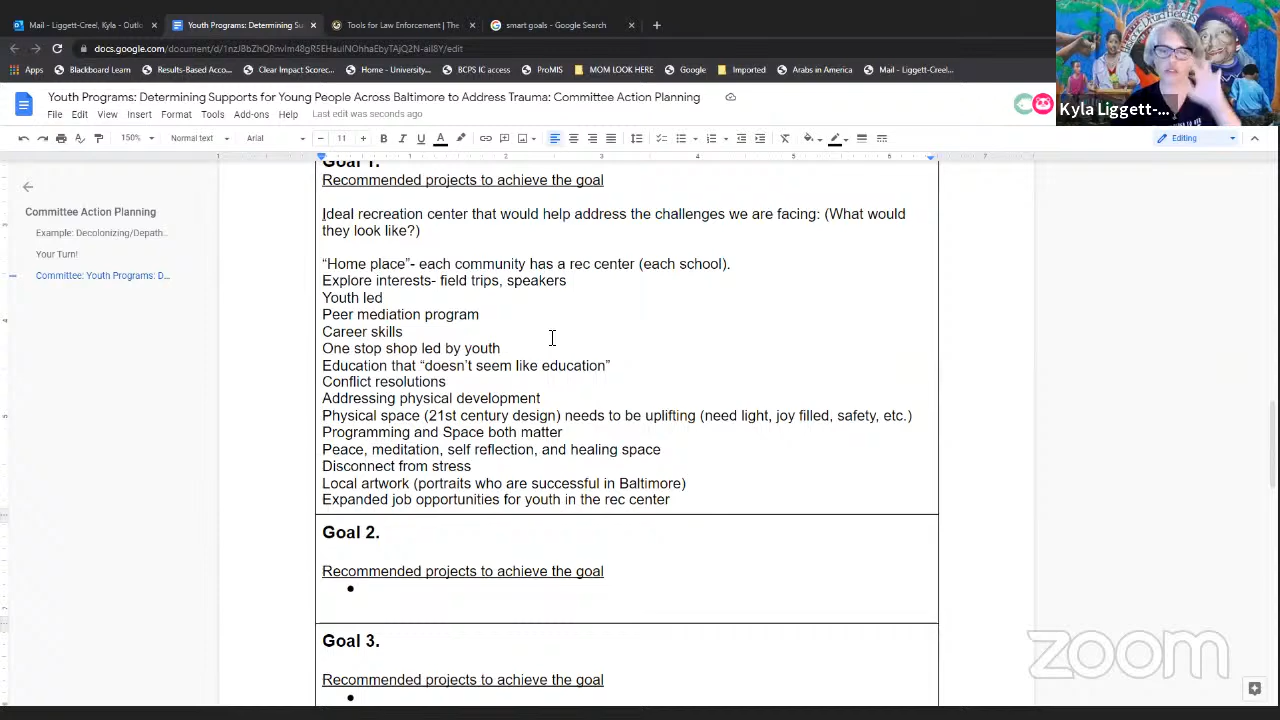 Mail - Liggett-Creel, Kyla - Outlo
Youth Programs: Determining Su
Tools for Law Enforcement | The
smart goals - Google Search
docs.google.com/document/d/
/edit
Apps
Blackboard Learn
Results-Based Acco...
Clear Impact Scorec...
Home - University...
BCPS IC access
ProMIS
MOM LOOK HERE
Google
Imported
Arabs in America
Mail - Liggett-Creel...
Youth Programs: Determining Supports for Young People Across Baltimore to Address Trauma: Committee Action Planning
File Edit View Insert Format Tools Add-ons Help Last edit was seconds ago
Kyla Liggett-...
150% Normal text Arial 11 Editing
Committee Action Planning
Example: Decolonizing/Depath...
Your Turn!
Committee: Youth Programs: D...
Goal 1.
Recommended projects to achieve the goal
Ideal recreation center that would help address the challenges we are facing: (What would
they look like?)
“Home place”- each community has a rec center (each school).
Explore interests- field trips, speakers
Youth led
Peer mediation program
Career skills
One stop shop led by youth
Education that “doesn’t seem like education”
Conflict resolutions
Addressing physical development
Physical space (21st century design) needs to be uplifting (need light, joy filled, safety, etc.)
Programming and Space both matter
Peace, meditation, self reflection, and healing space
Disconnect from stress
Local artwork (portraits who are successful in Baltimore)
Expanded job opportunities for youth in the rec center
Goal 2.
Recommended projects to achieve the goal
Goal 3.
Recommended projects to achieve the goal
zoom